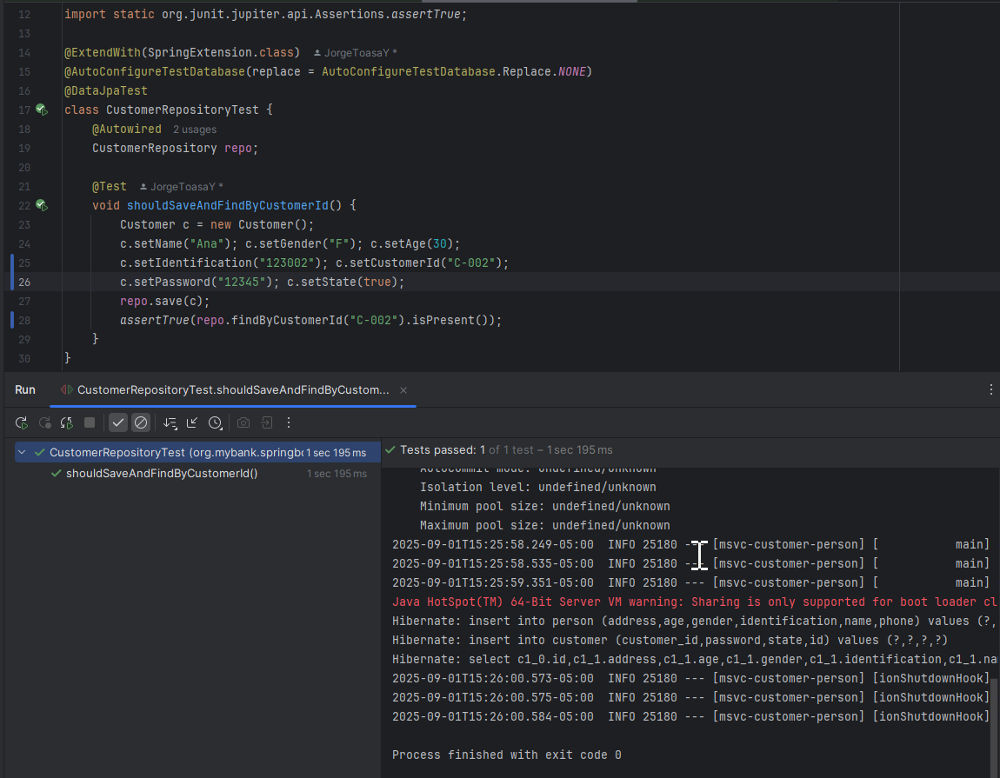 12 import static org.junit.jupiter.api.Assertions.assertTrue;
13
14 @ExtendWith(SpringExtension.class) JorgeToasaY *
15 @AutoConfigureTestDatabase(replace = AutoConfigureTestDatabase.Replace.NONE)
16 @DataJpaTest
17 class CustomerRepositoryTest {
18 @Autowired 2 usages
19 CustomerRepository repo;
20
21 @Test JorgeToasaY *
22 void shouldSaveAndFindByCustomerId() {
23 Customer c = new Customer();
24 c.setName("Ana"); c.setGender("F"); c.setAge(30);
25 c.setIdentification("123002"); c.setCustomerId("C-002");
26 c.setPassword("12345"); c.setState(true);
27 repo.save(c);
28 assertTrue(repo.findByCustomerId("C-002").isPresent());
29 }
30 }
Run CustomerRepositoryTest.shouldSaveAndFindByCustom...
CustomerRepositoryTest (org.mybank.springbo 1 sec 195 ms
shouldSaveAndFindByCustomerId() 1 sec 195 ms
Tests passed: 1 of 1 test – 1 sec 195 ms
Autocommit mode: undefined/unknown
Isolation level: undefined/unknown
Minimum pool size: undefined/unknown
Maximum pool size: undefined/unknown
2025-09-01T15:25:58.249-05:00 INFO 25180 --- [msvc-customer-person] [ main]
2025-09-01T15:25:58.535-05:00 INFO 25180 --- [msvc-customer-person] [ main]
2025-09-01T15:25:59.351-05:00 INFO 25180 --- [msvc-customer-person] [ main]
Java HotSpot(TM) 64-Bit Server VM warning: Sharing is only supported for boot loader cl
Hibernate: insert into person (address,age,gender,identification,name,phone) values (?,
Hibernate: insert into customer (customer_id,password,state,id) values (?,?,?,?)
Hibernate: select c1_0.id,c1_1.address,c1_1.age,c1_1.gender,c1_1.identification,c1_1.na
2025-09-01T15:26:00.573-05:00 INFO 25180 --- [msvc-customer-person] [ionShutdownHook]
2025-09-01T15:26:00.575-05:00 INFO 25180 --- [msvc-customer-person] [ionShutdownHook]
2025-09-01T15:26:00.584-05:00 INFO 25180 --- [msvc-customer-person] [ionShutdownHook]
Process finished with exit code 0